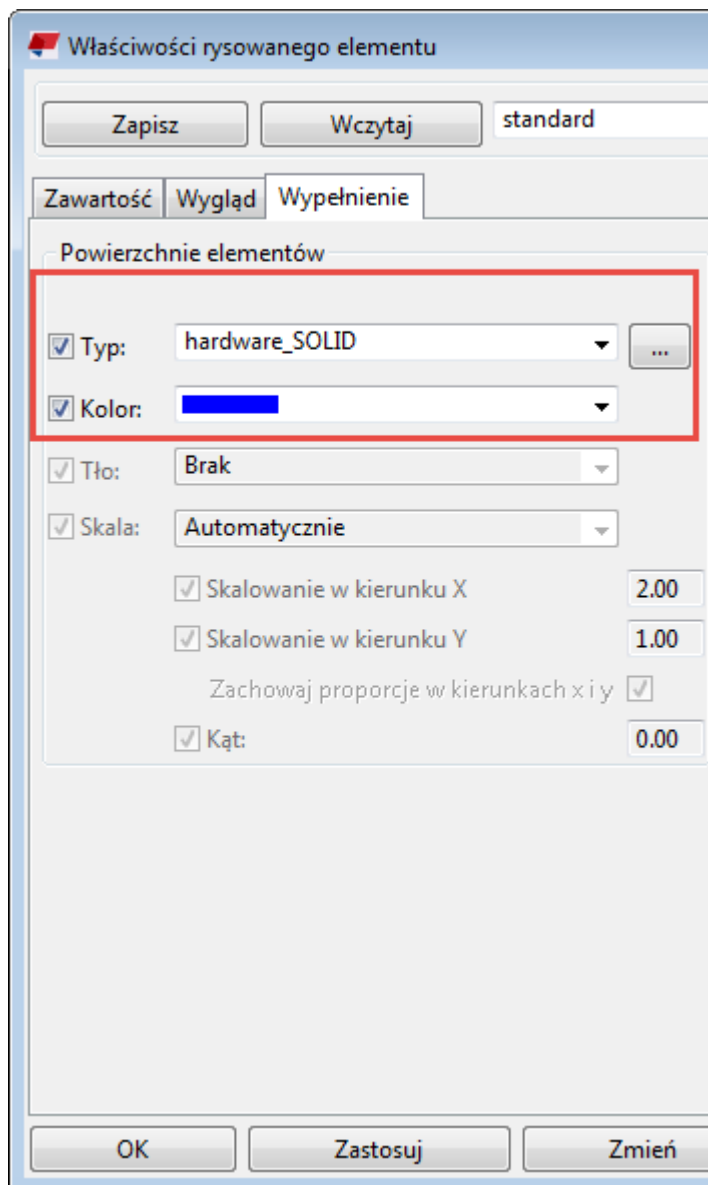 Właściwości rysowanego elementu
Zapisz Wczytaj standard
Zawartość Wygląd Wypełnienie
Powierzchnie elementów
Typ: hardware_SOLID ...
Kolor:
Tło: Brak
Skala: Automatycznie
Skalowanie w kierunku X 2.00
Skalowanie w kierunku Y 1.00
Zachowaj proporcje w kierunkach x i y
Kąt: 0.00
OK Zastosuj Zmień